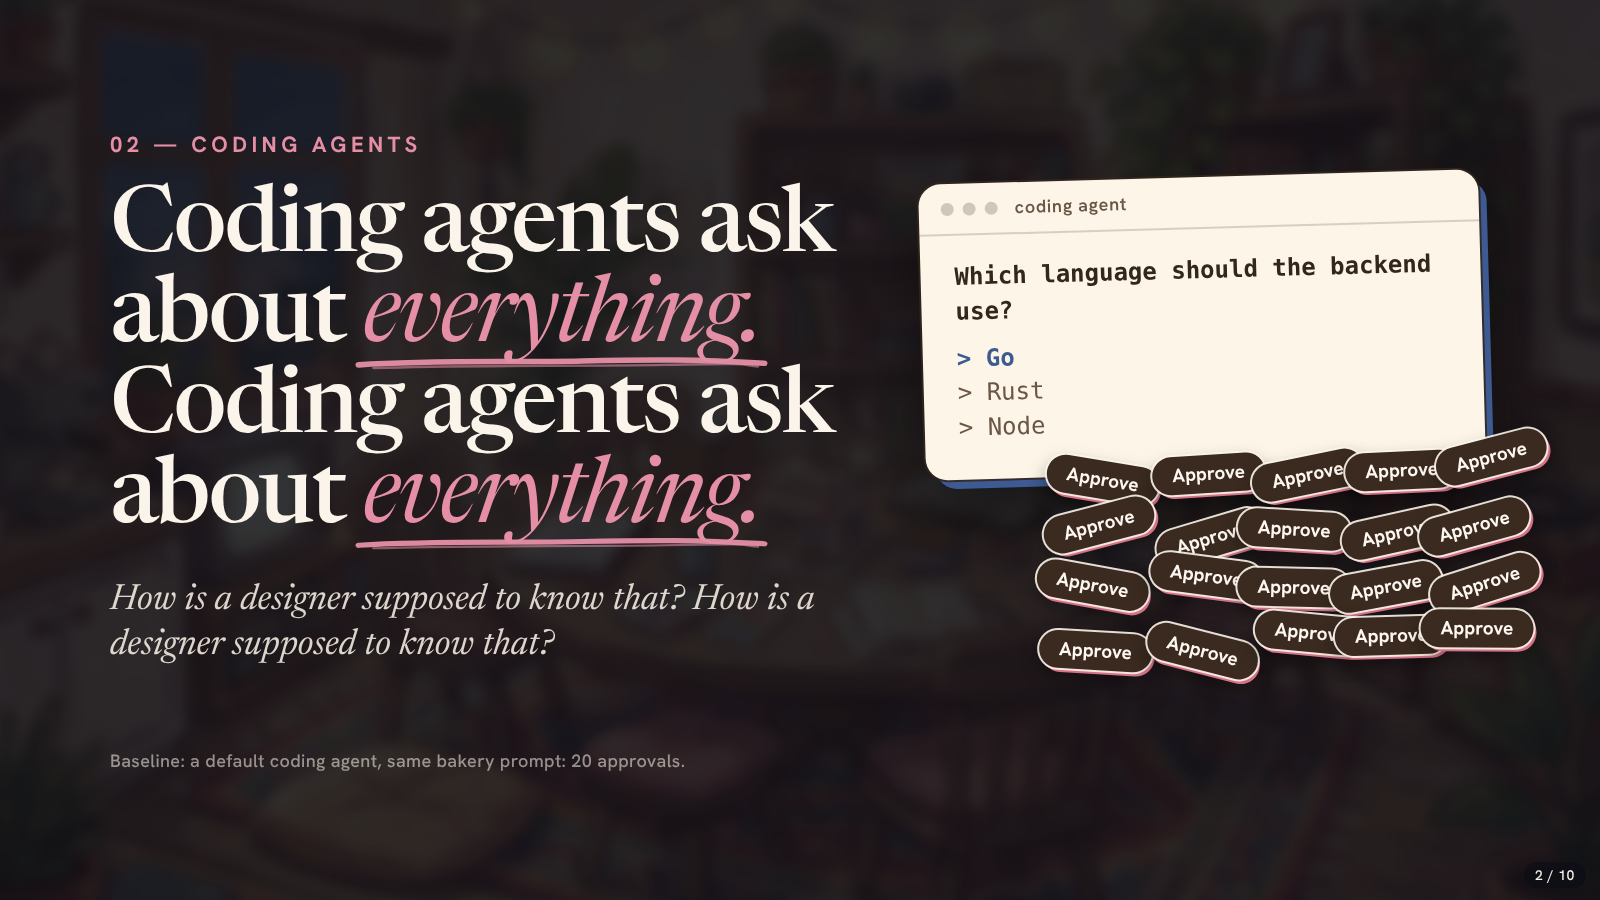 02 — CODING AGENTS
Coding agents ask
about everything.
Coding agents ask
about everything.
How is a designer supposed to know that? How is a
designer supposed to know that?
Baseline: a default coding agent, same bakery prompt: 20 approvals.
coding agent
Which language should the backend
use?
> Go
> Rust
> Node
Approve Approve Approve Approve Approve
Approve Approve Approve Approve Approve
Approve Approve Approve Approve Approve
Approve Approve Approve Approve Approve
2 / 10